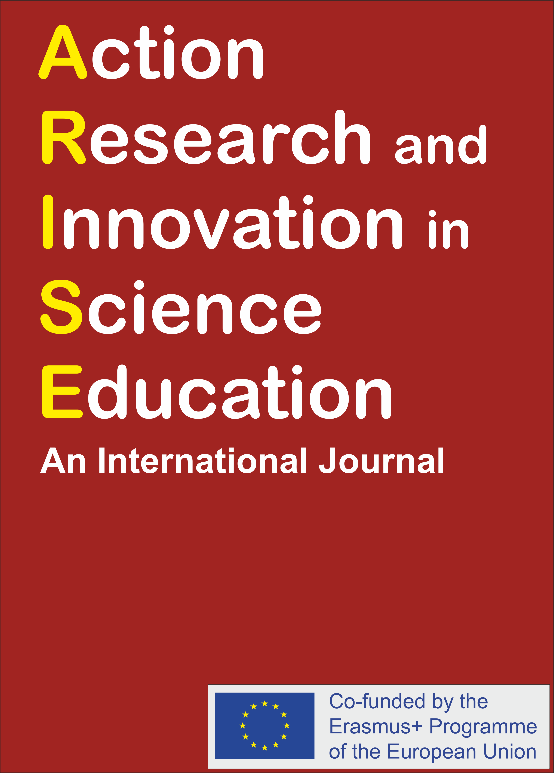 Action
Research and
Innovation in
Science
Education
An International Journal
Co-funded by the
Erasmus+ Programme
of the European Union